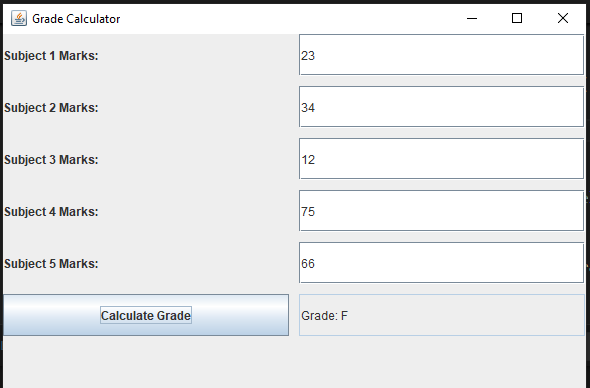 Grade Calculator
Subject 1 Marks: 23
Subject 2 Marks: 34
Subject 3 Marks: 12
Subject 4 Marks: 75
Subject 5 Marks: 66
Calculate Grade Grade: F